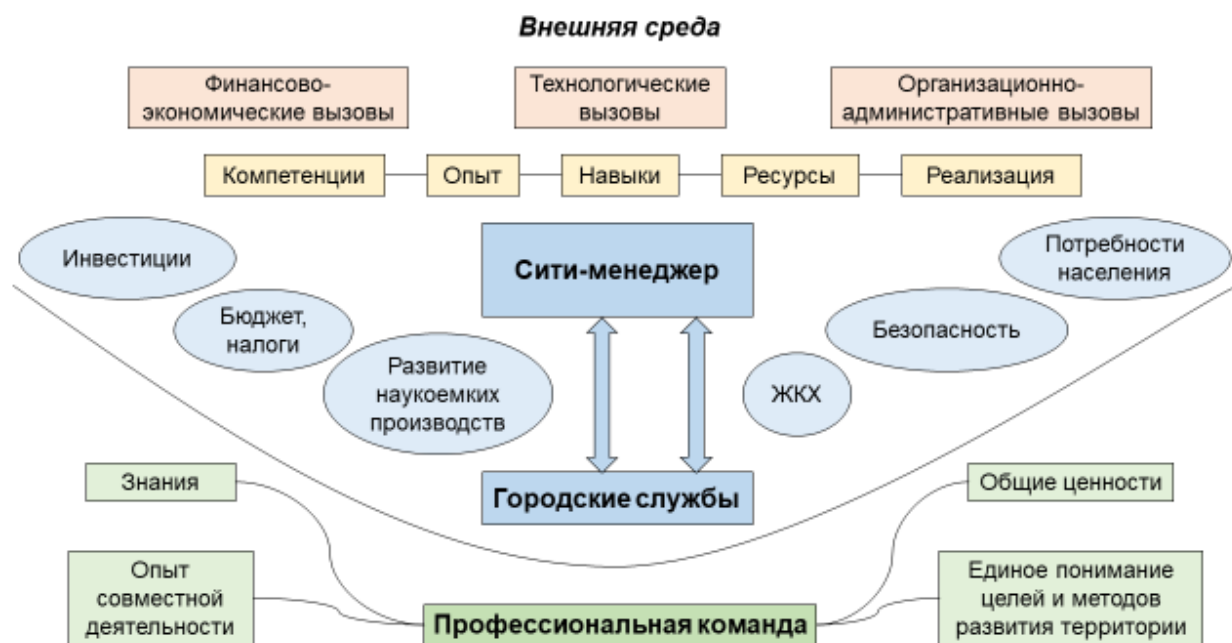 Внешняя среда
Финансово-
экономические вызовы
Технологические
вызовы
Организационно-
административные вызовы
Компетенции
Опыт
Навыки
Ресурсы
Реализация
Инвестиции
Бюджет,
налоги
Развитие
наукоемких
производств
Сити-менеджер
Потребности
населения
Безопасность
ЖКХ
Городские службы
Знания
Общие ценности
Опыт
совместной
деятельности
Профессиональная команда
Единое понимание
целей и методов
развития территории